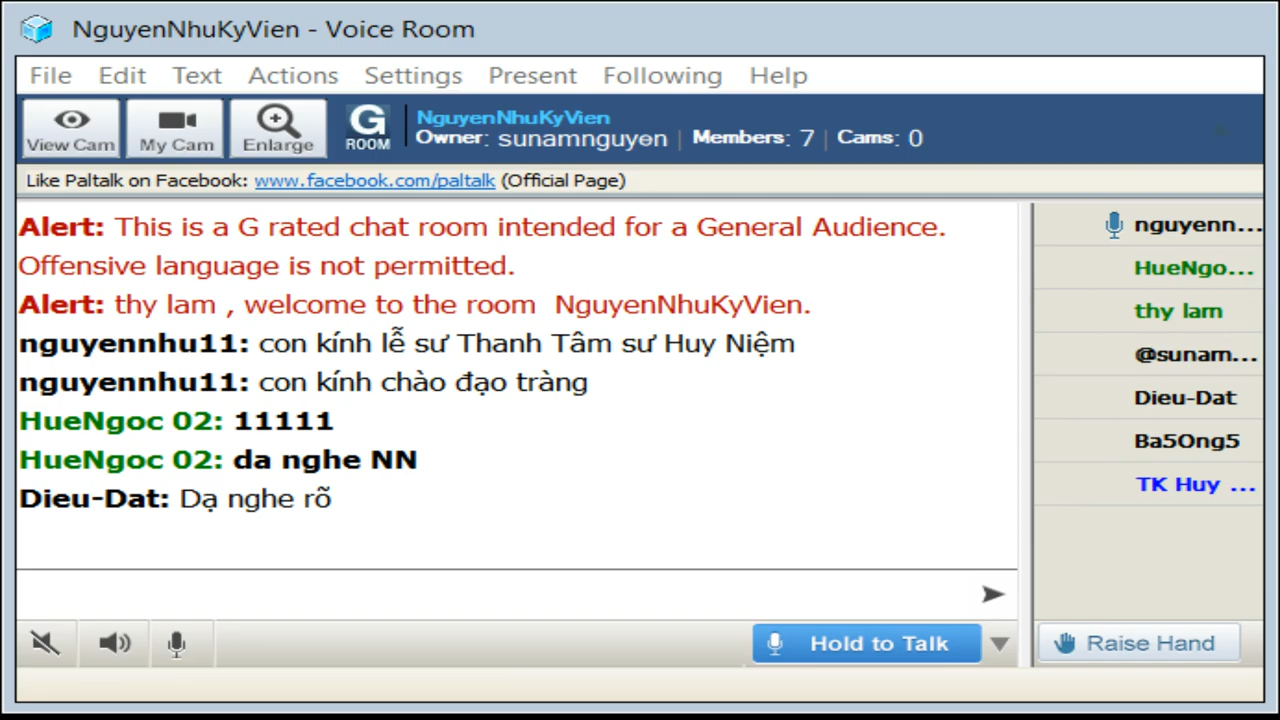 NguyenNhuKyVien - Voice Room
File Edit Text Actions Settings Present Following Help
View Cam My Cam Enlarge G ROOM
NguyenNhuKyVien
Owner: sunamnguyen | Members: 7 | Cams: 0
Like Paltalk on Facebook: www.facebook.com/paltalk (Official Page)
Alert: This is a G rated chat room intended for a General Audience.
Offensive language is not permitted.
Alert: thy lam , welcome to the room NguyenNhuKyVien.
nguyennhu11: con kính lễ sư Thanh Tâm sư Huy Niệm
nguyennhu11: con kính chào đạo tràng
HueNgoc 02: 11111
HueNgoc 02: da nghe NN
Dieu-Dat: Dạ nghe rõ
nguyenn...
HueNgo...
thy lam
@sunam...
Dieu-Dat
Ba5Ong5
TK Huy ...
Hold to Talk
Raise Hand